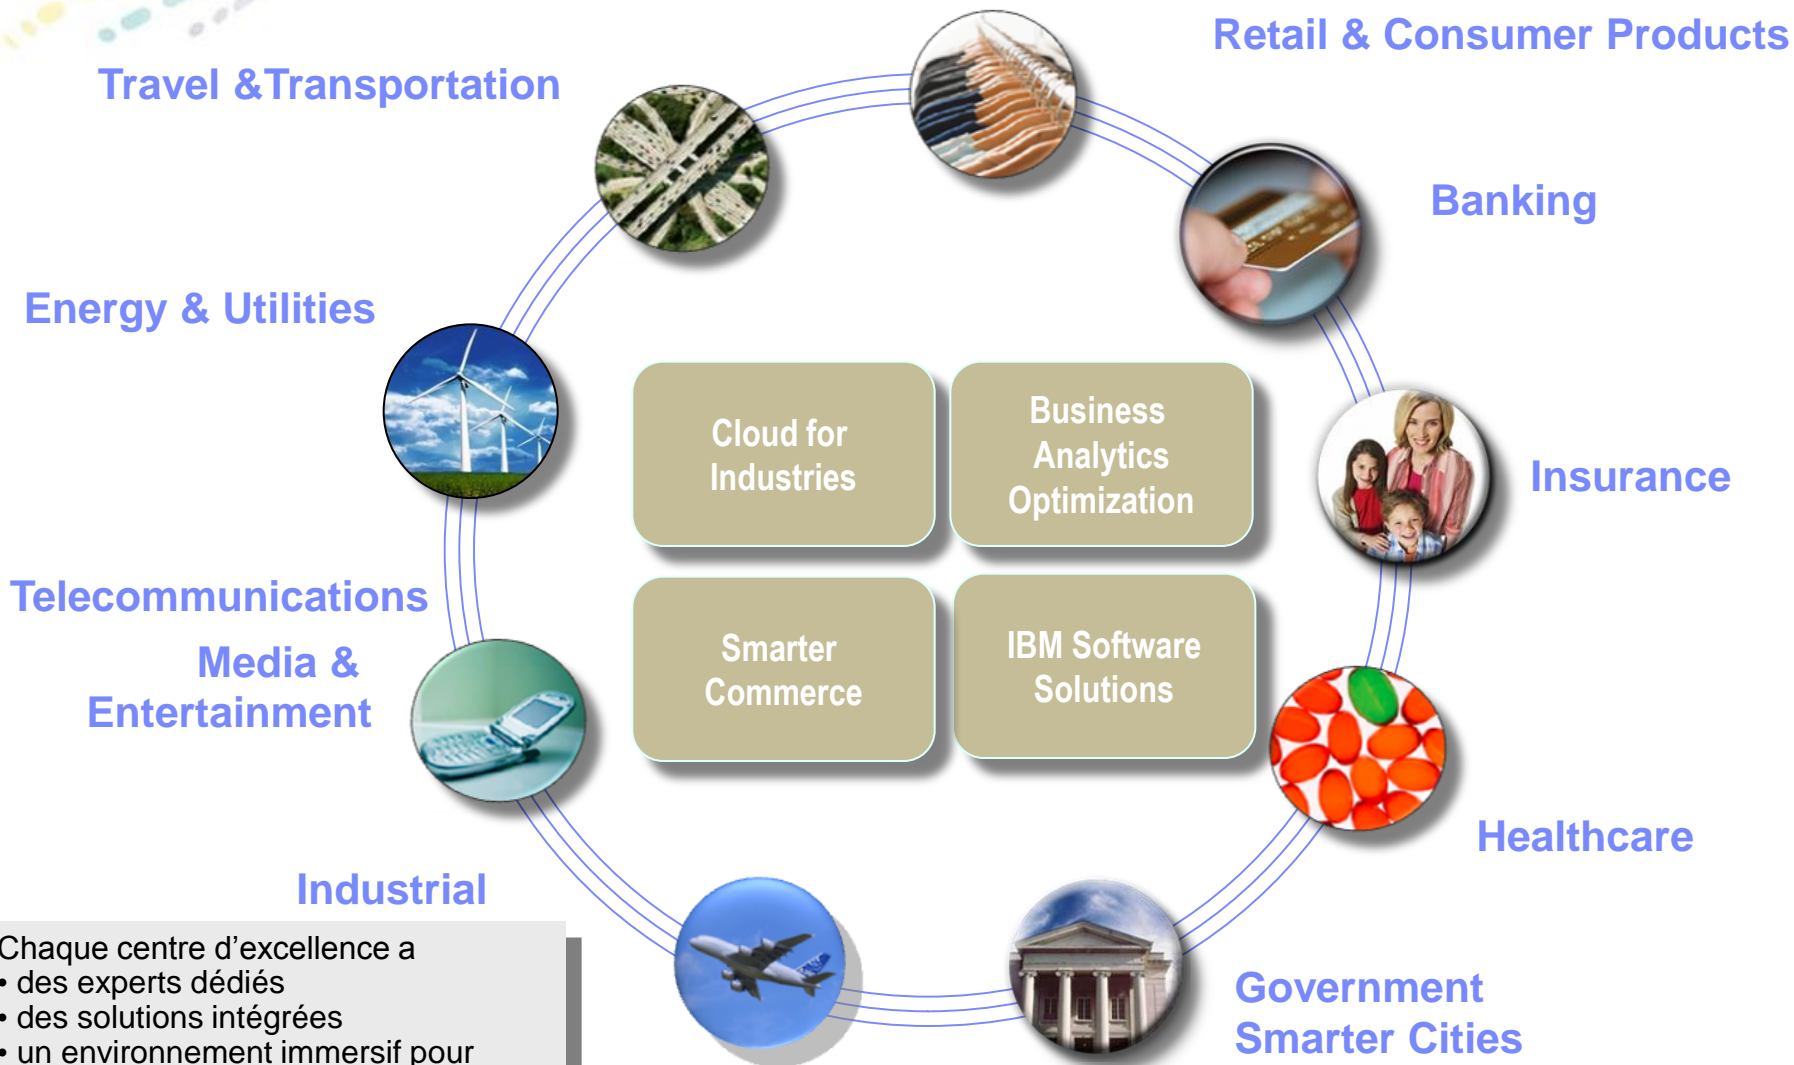 Retail & Consumer Products
Travel &Transportation
Banking
Energy & Utilities
Cloud for
Industries
Business
Analytics
Optimization
Insurance
Telecommunications
Media &
Entertainment
Smarter
Commerce
IBM Software
Solutions
Healthcare
Industrial
Chaque centre d’excellence a
• des experts dédiés
• des solutions intégrées
• un environnement immersif pour
Government
Smarter Cities